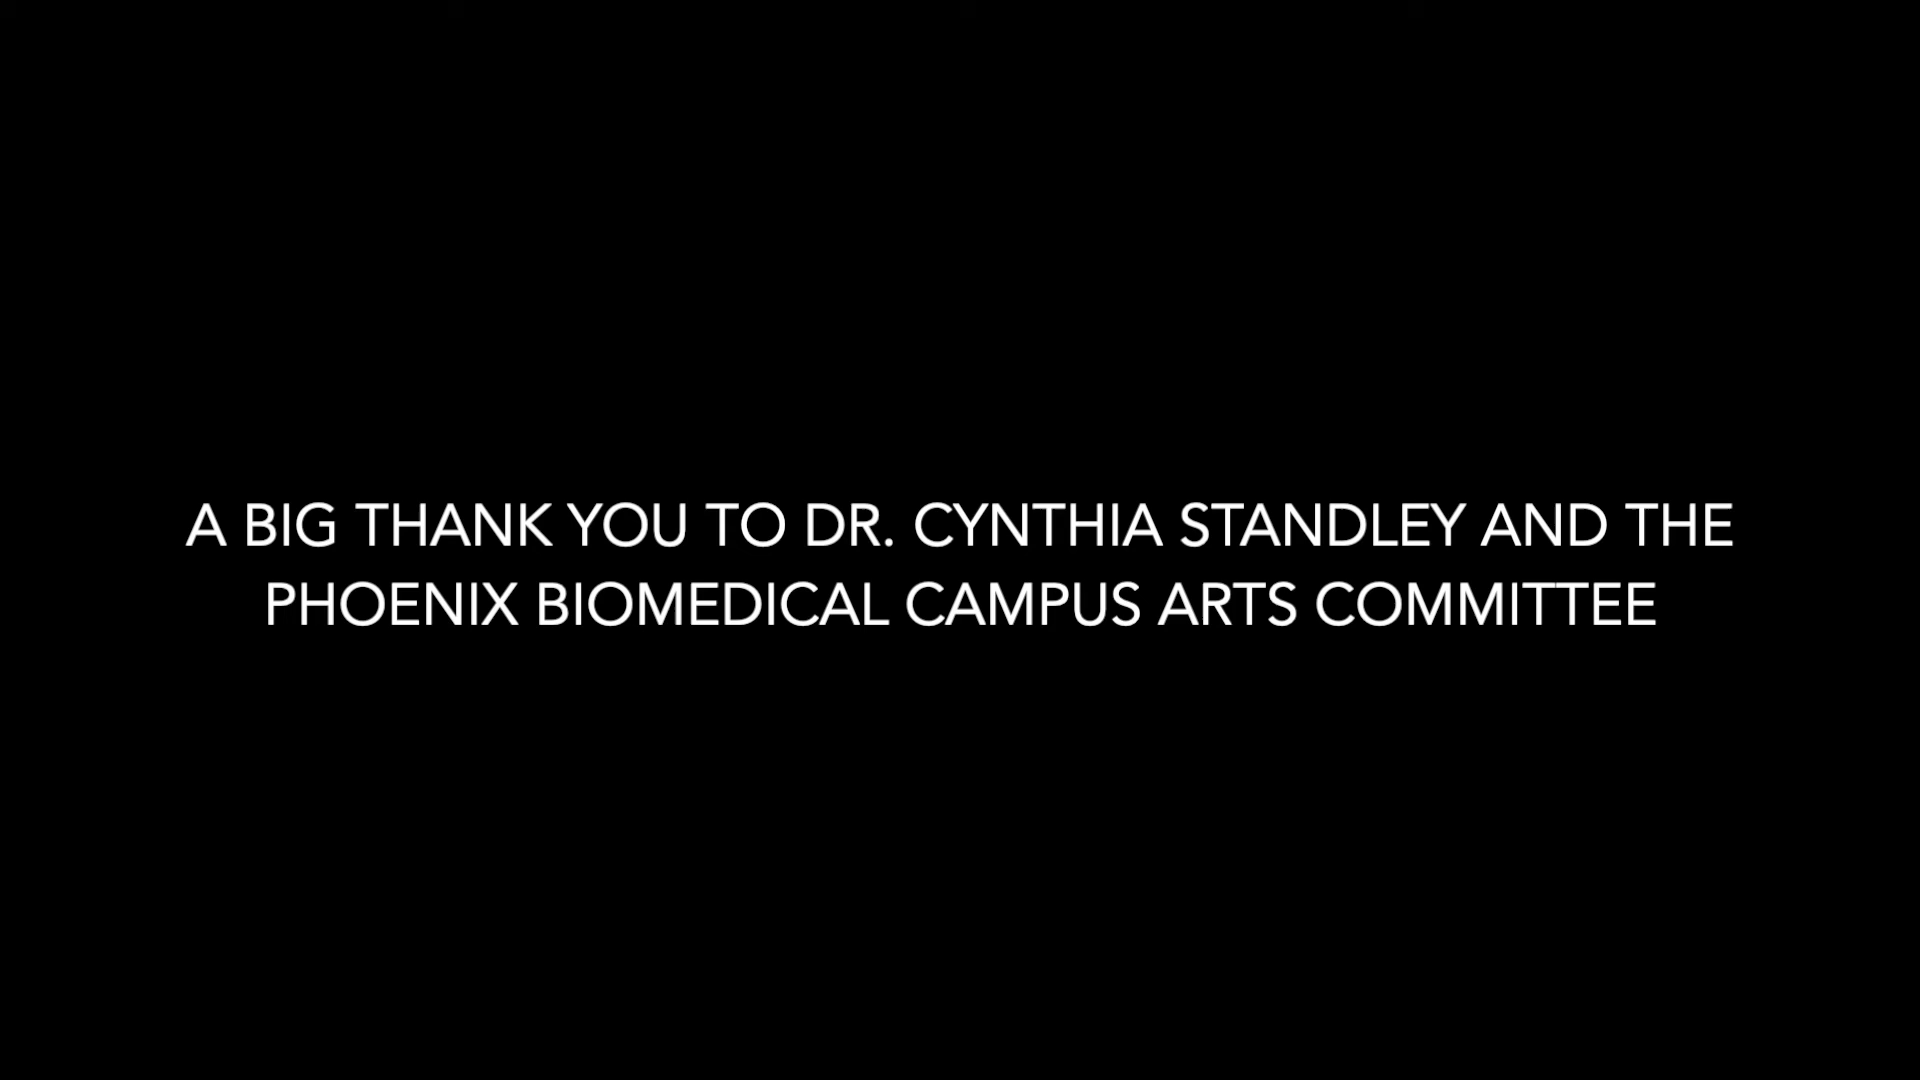 A BIG THANK YOU TO DR. CYNTHIA STANDLEY AND THE
PHOENIX BIOMEDICAL CAMPUS ARTS COMMITTEE